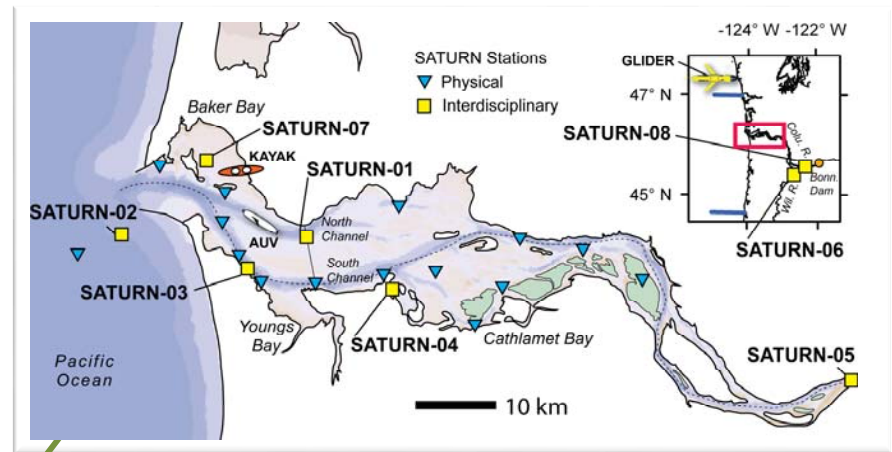 -124° W
-122° W
SATURN Stations
Physical
Interdisciplinary
GLIDER
47° N
45° N
Colu. R.
Wil. R.
Bonn.
Dam
SATURN-08
SATURN-06
Baker Bay
SATURN-07
KAYAK
SATURN-01
SATURN-02
AUV
North
Channel
South
Channel
SATURN-03
Youngs
Bay
SATURN-04
Cathlamet Bay
SATURN-05
Pacific
Ocean
10 km